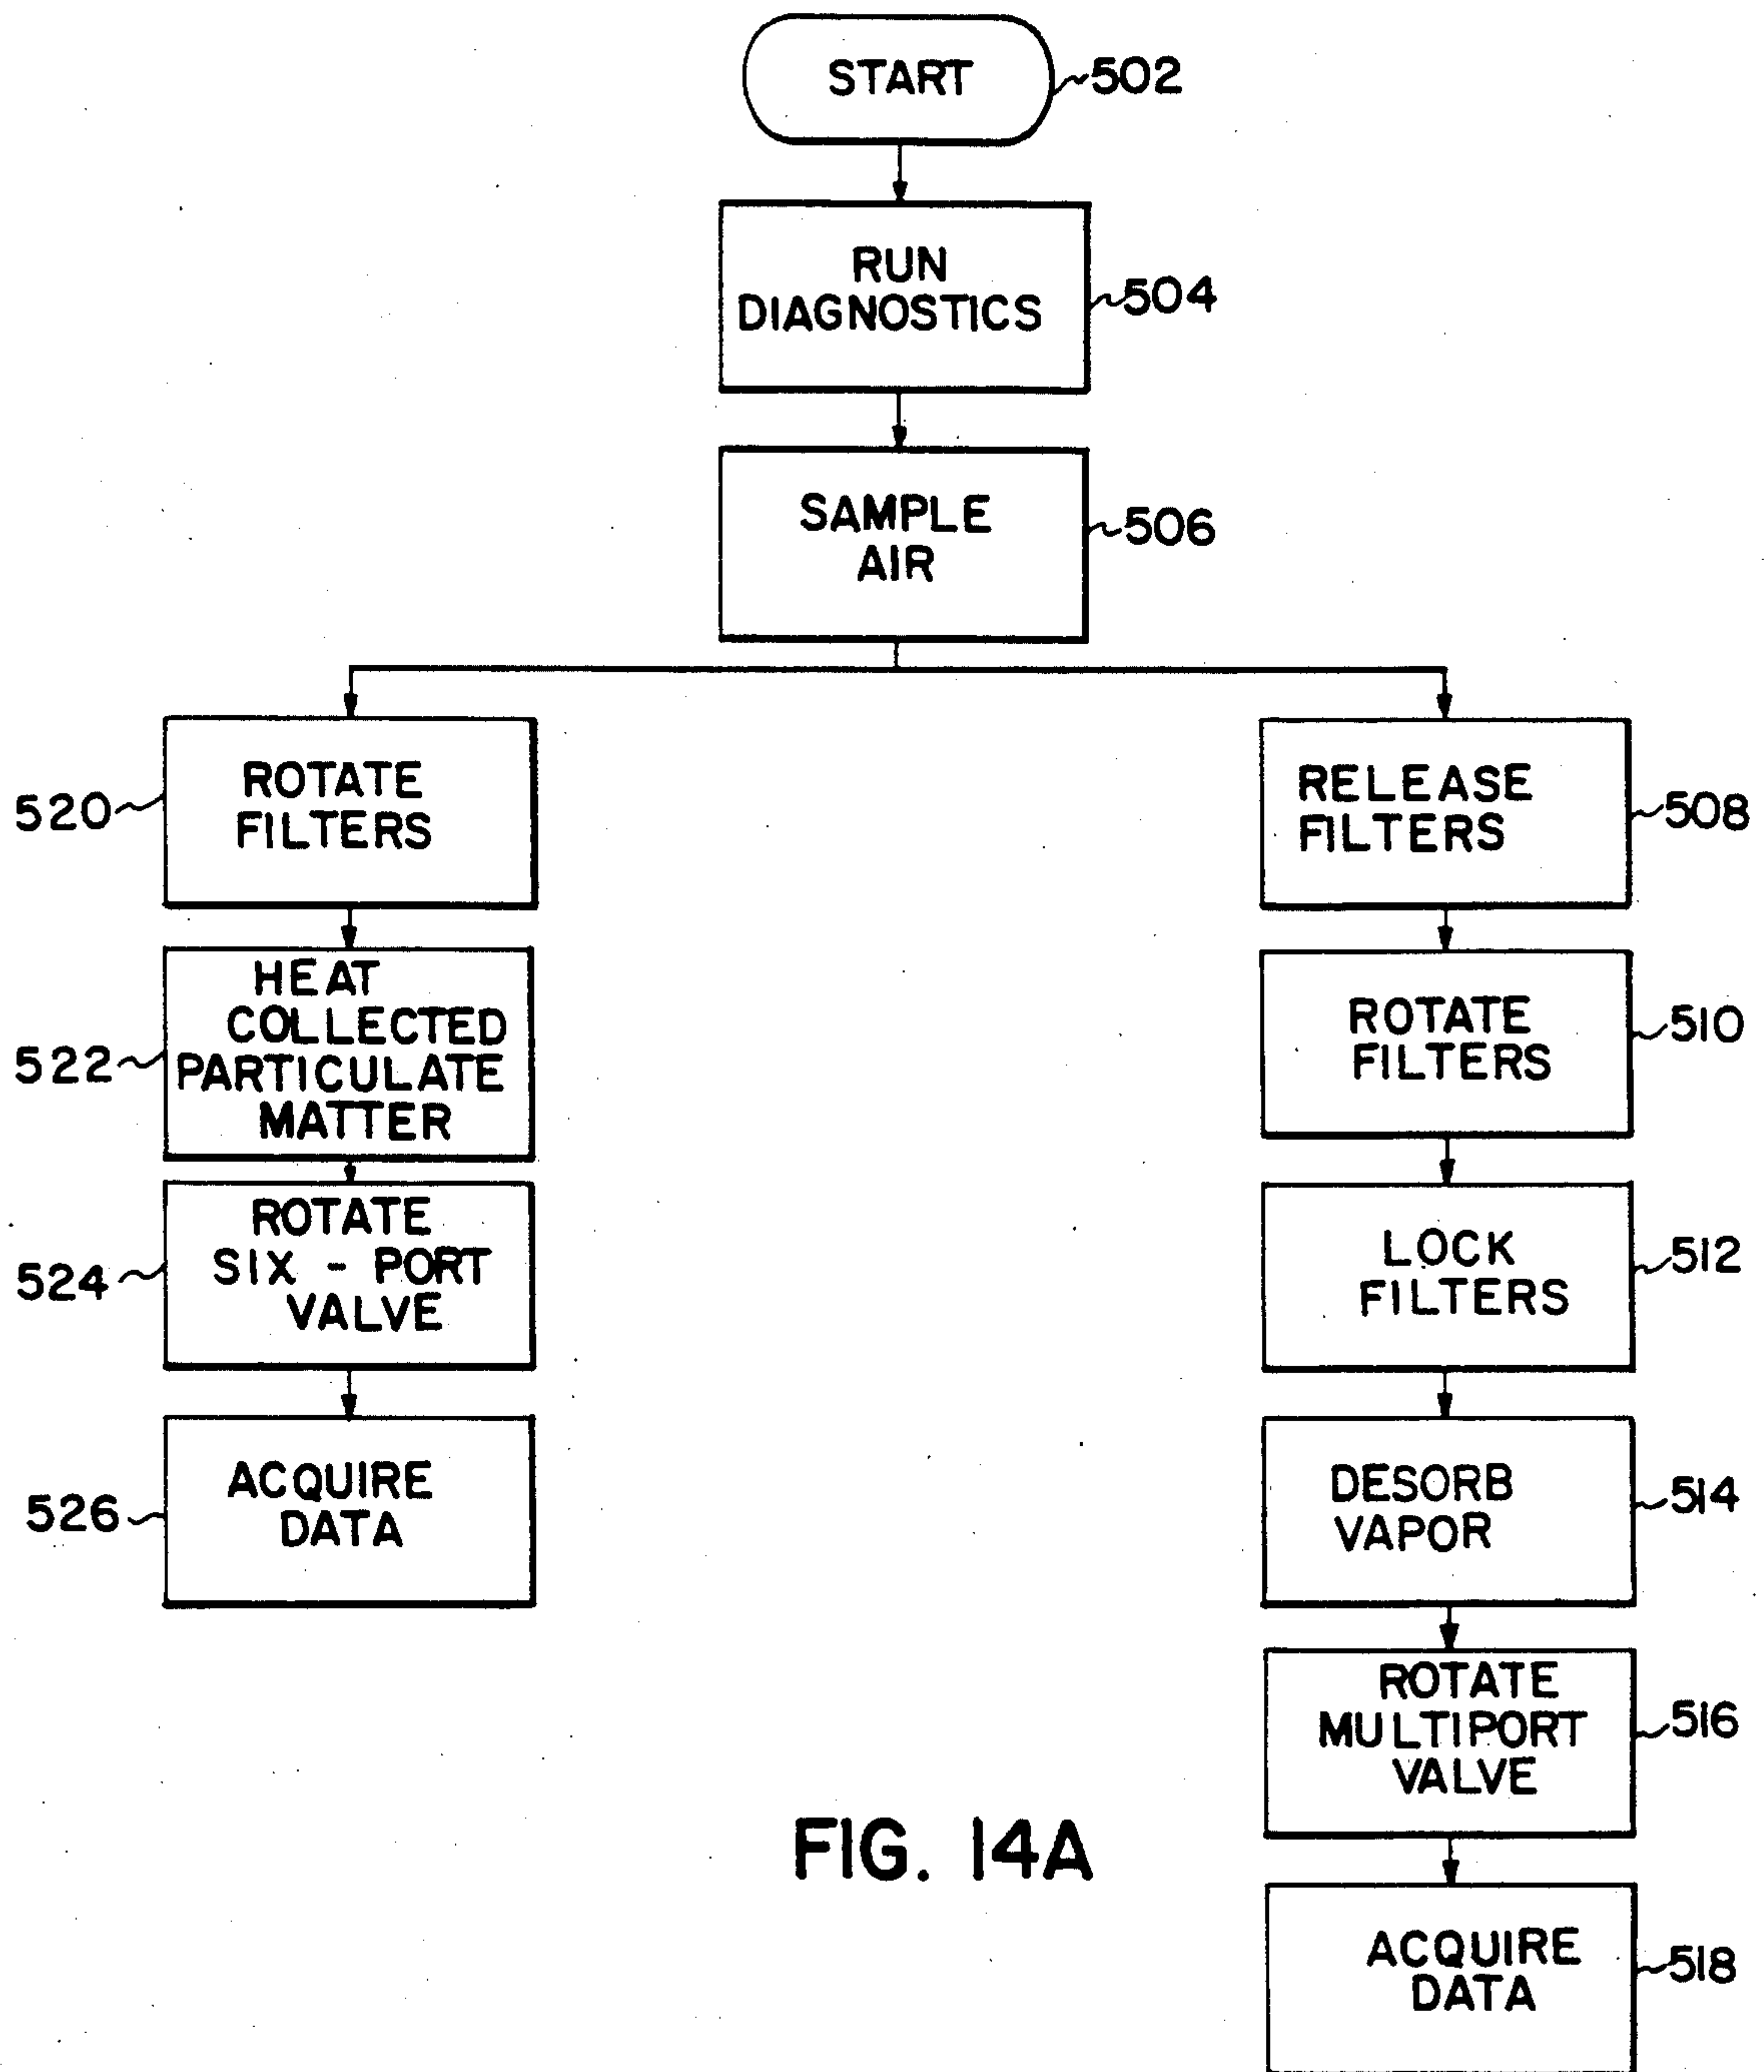 START
502
RUN
DIAGNOSTICS
504
SAMPLE
AIR
506
520
ROTATE
FILTERS
522
HEAT
COLLECTED
PARTICULATE
MATTER
524
ROTATE
SIX - PORT
VALVE
526
ACQUIRE
DATA
RELEASE
FILTERS
508
ROTATE
FILTERS
510
LOCK
FILTERS
512
DESORB
VAPOR
514
ROTATE
MULTIPORT
VALVE
516
ACQUIRE
DATA
518
FIG. 14A